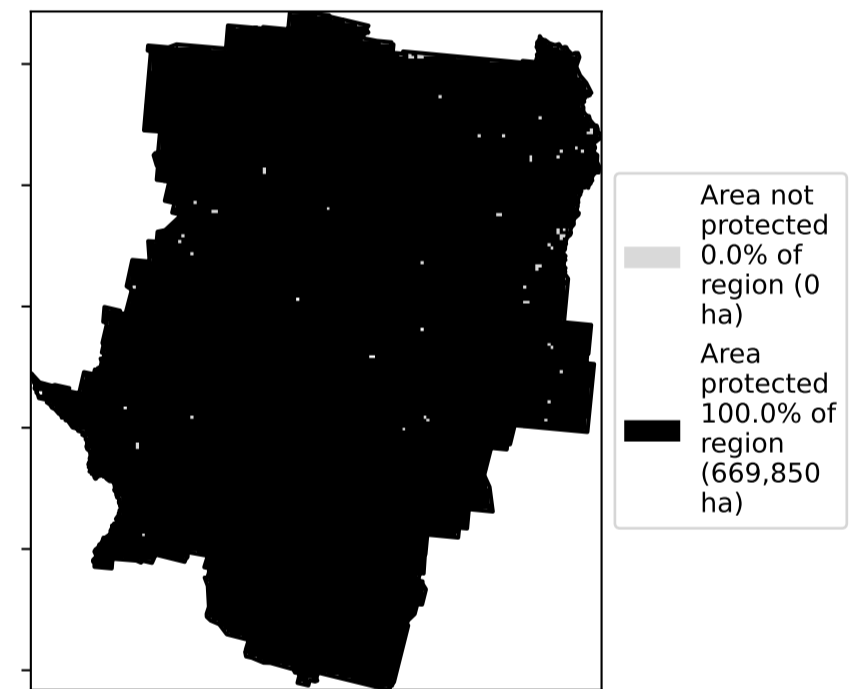 Area not
protected
0.0% of
region (0
ha)
Area
protected
100.0% of
region
(669,850
ha)